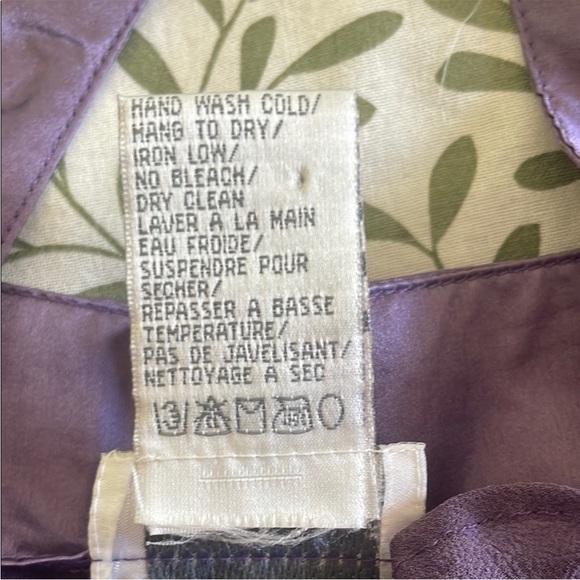 HAND WASH COLD/
HANG TO DRY/
IRON LOW/
NO BLEACH/
DRY CLEAN
LAVER A LA MAIN
EAU FROIDE/
SUSPENDRE POUR
SECHER/
REPASSER A BASSE
TEMPERATURE/
PAS DE JAVELISANT/
NETTOYAGE A SEC